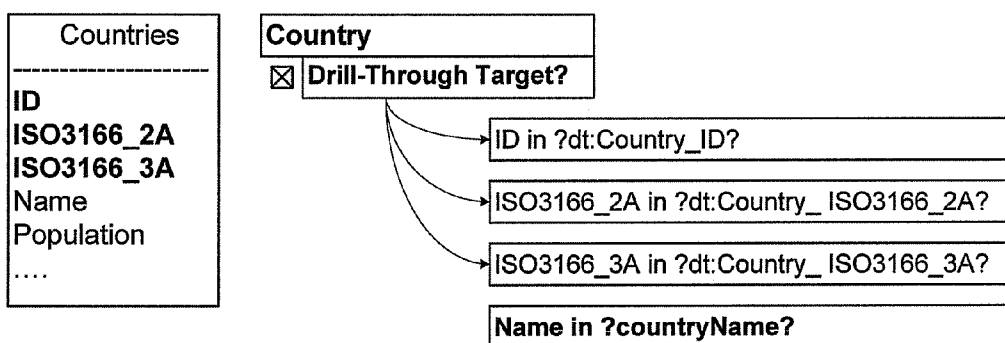 Countries
--------------------
ID
ISO3166_2A
ISO3166_3A
Name
Population
....
Country
Drill-Through Target?
ID in ?dt:Country_ID?
ISO3166_2A in ?dt:Country_ ISO3166_2A?
ISO3166_3A in ?dt:Country_ ISO3166_3A?
Name in ?countryName?